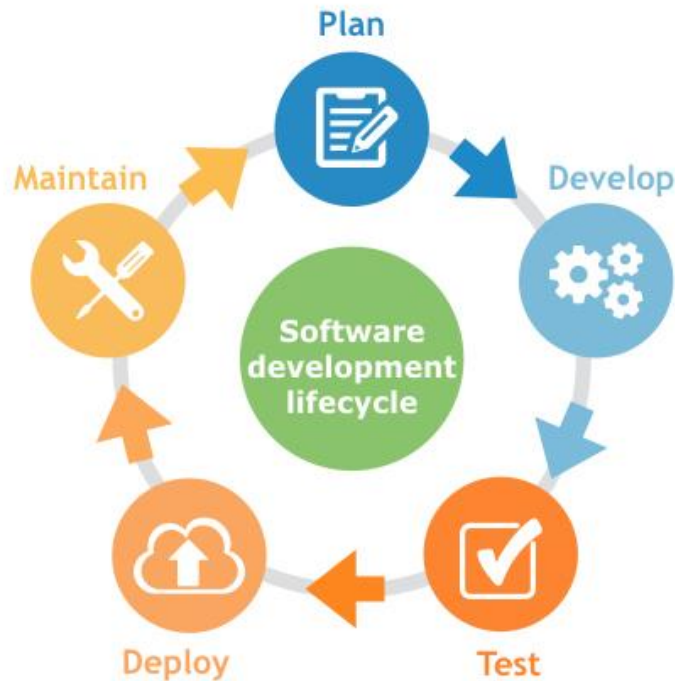 Plan
Maintain
Develop
Software
development
lifecycle
Deploy
Test